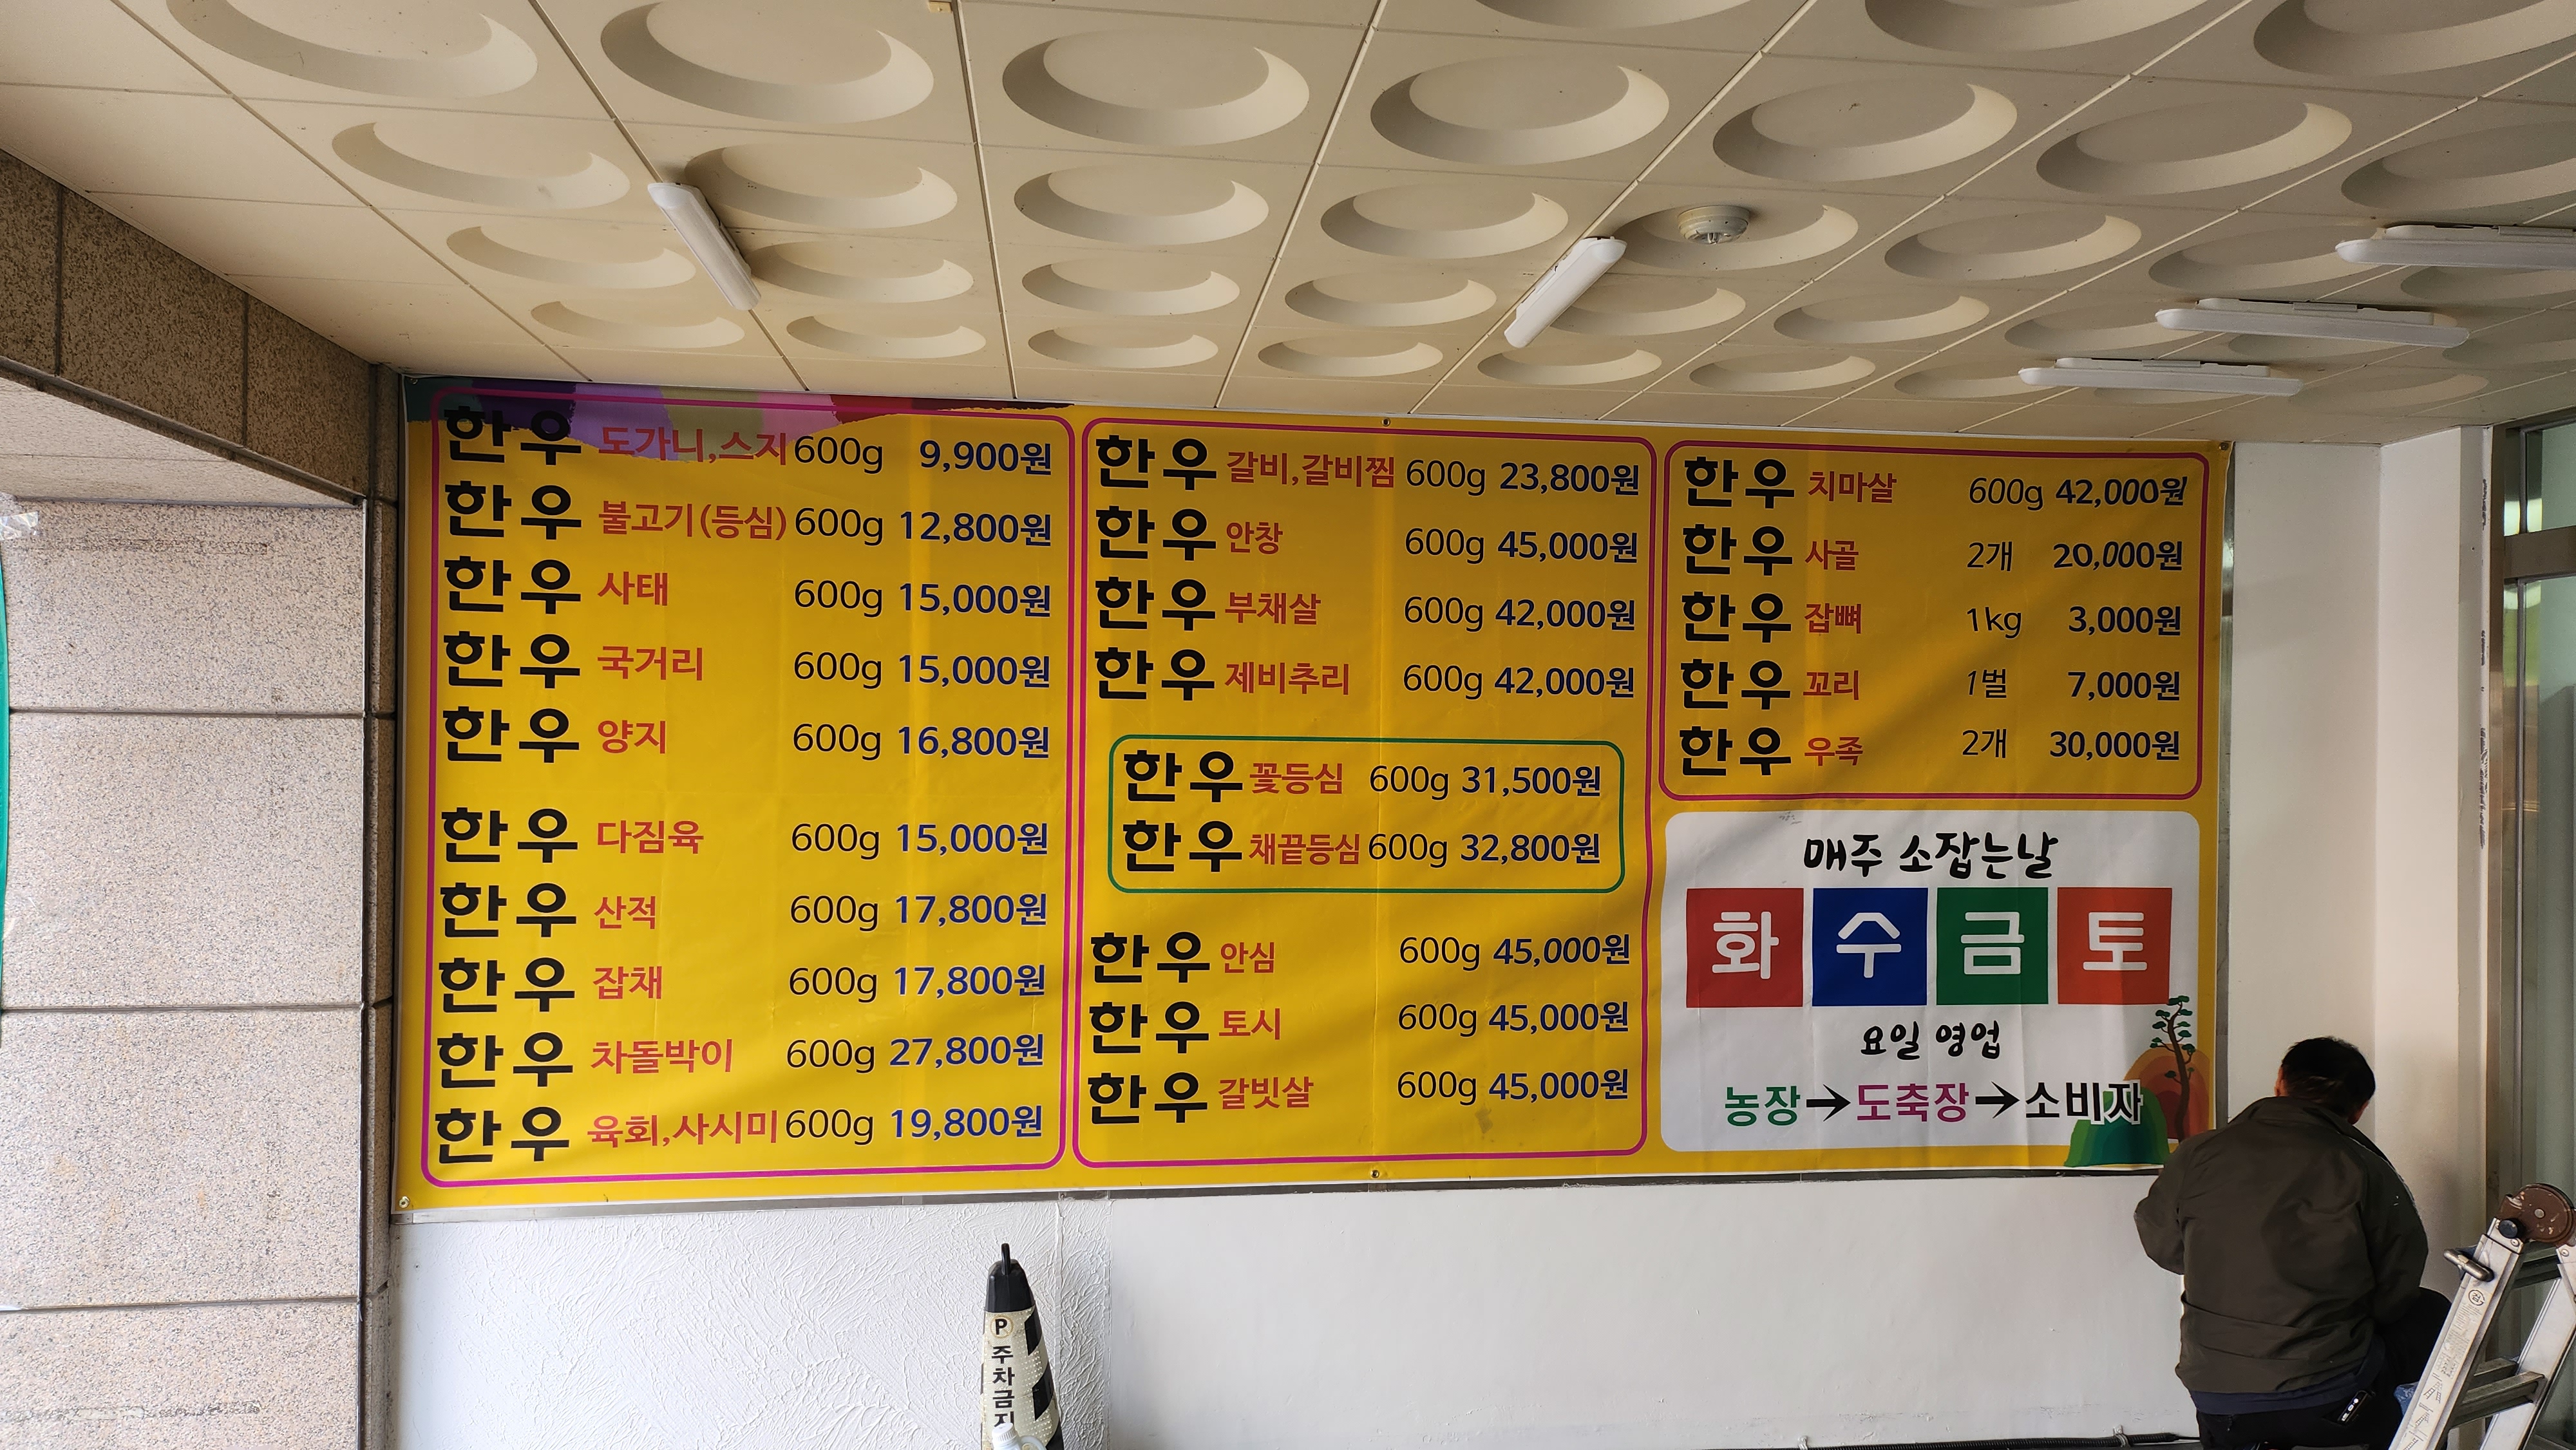 한우 도가니,스지 600g 9,900원
한우 불고기(등심) 600g 12,800원
한우 사태 600g 15,000원
한우 국거리 600g 15,000원
한우 양지 600g 16,800원
한우 다짐육 600g 15,000원
한우 산적 600g 17,800원
한우 잡채 600g 17,800원
한우 차돌박이 600g 27,800원
한우 육회,사시미 600g 19,800원
한우 갈비,갈비찜 600g 23,800원
한우 안창 600g 45,000원
한우 부채살 600g 42,000원
한우 제비추리 600g 42,000원
한우 꽃등심 600g 31,500원
한우 채끝등심 600g 32,800원
한우 안심 600g 45,000원
한우 토시 600g 45,000원
한우 갈빗살 600g 45,000원
한우 치마살 600g 42,000원
한우 사골 2개 20,000원
한우 잡뼈 1kg 3,000원
한우 꼬리 1벌 7,000원
한우 우족 2개 30,000원
매주 소잡는날
화 수 금 토
요일 영업
농장→도축장→소비자
P
주차금지